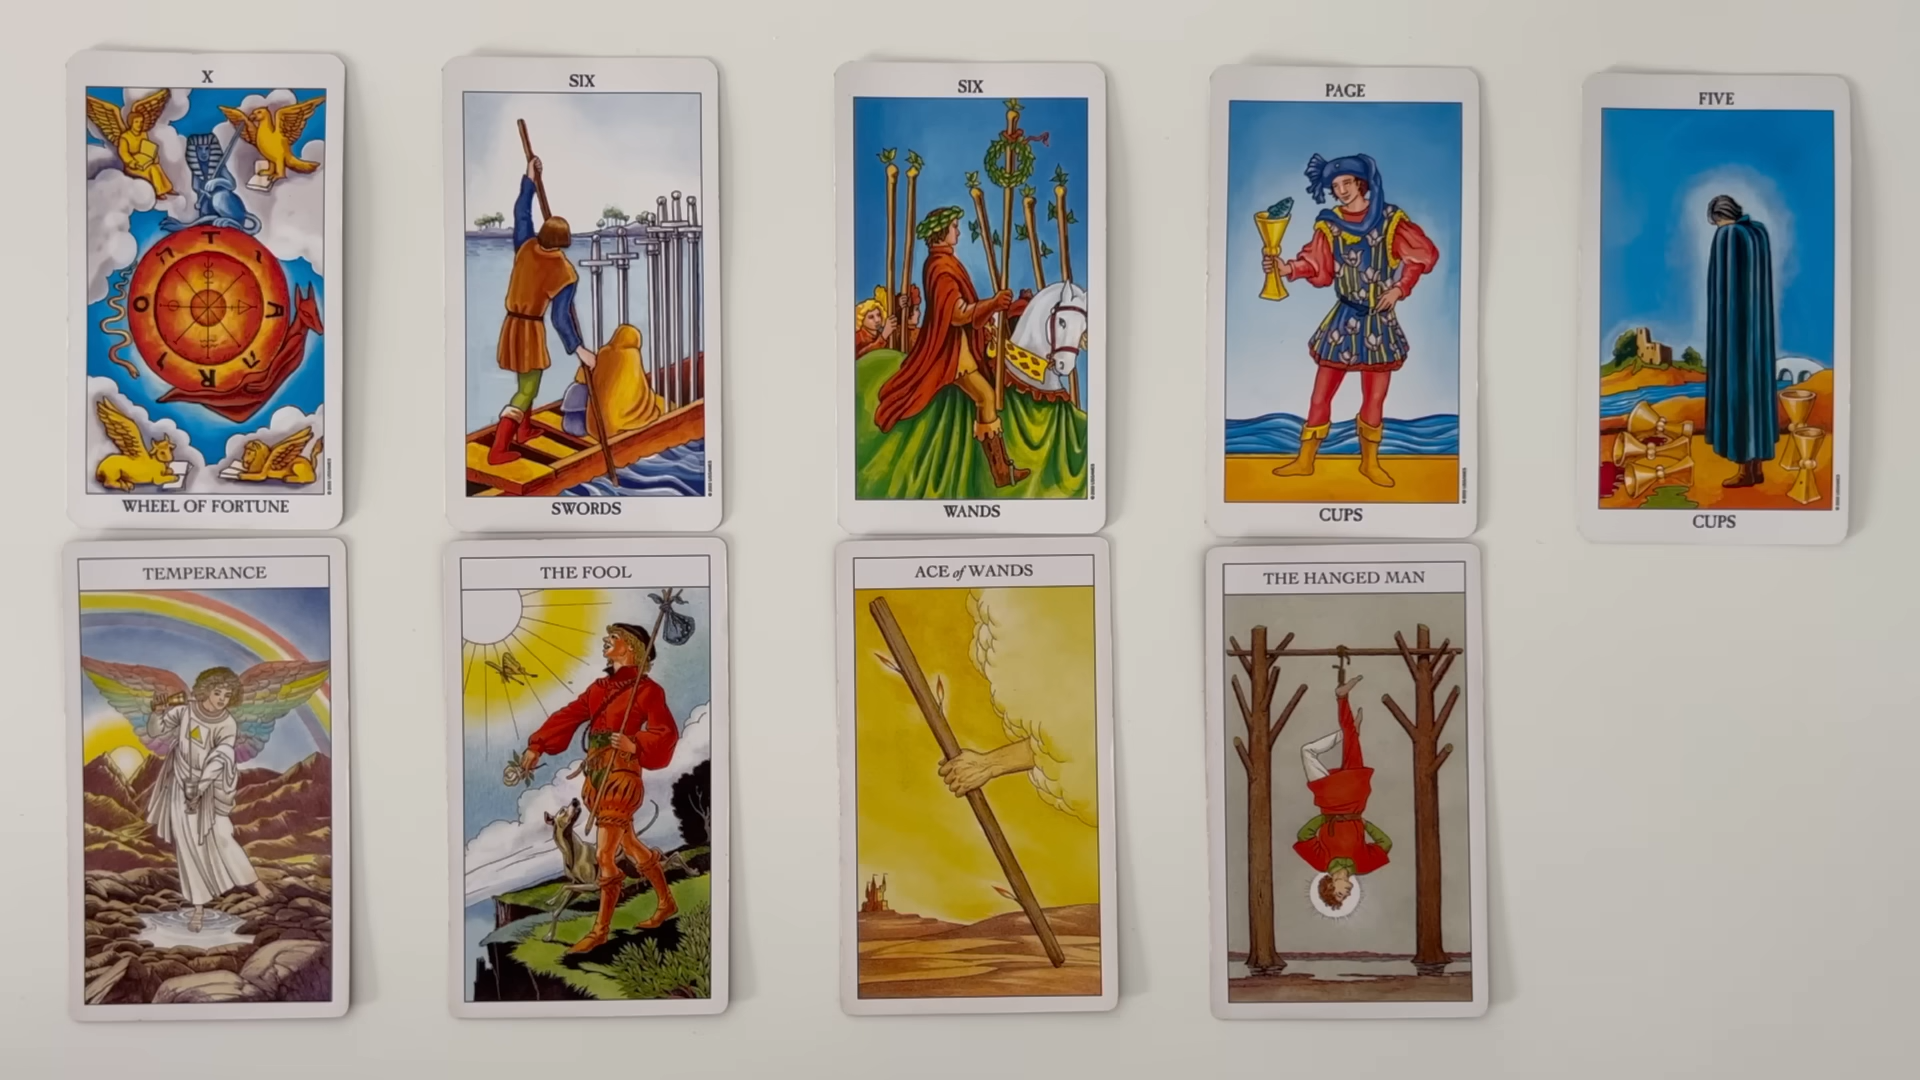 X
WHEEL OF FORTUNE
SIX
SWORDS
SIX
WANDS
PAGE
CUPS
FIVE
CUPS
TEMPERANCE
THE FOOL
ACE of WANDS
THE HANGED MAN